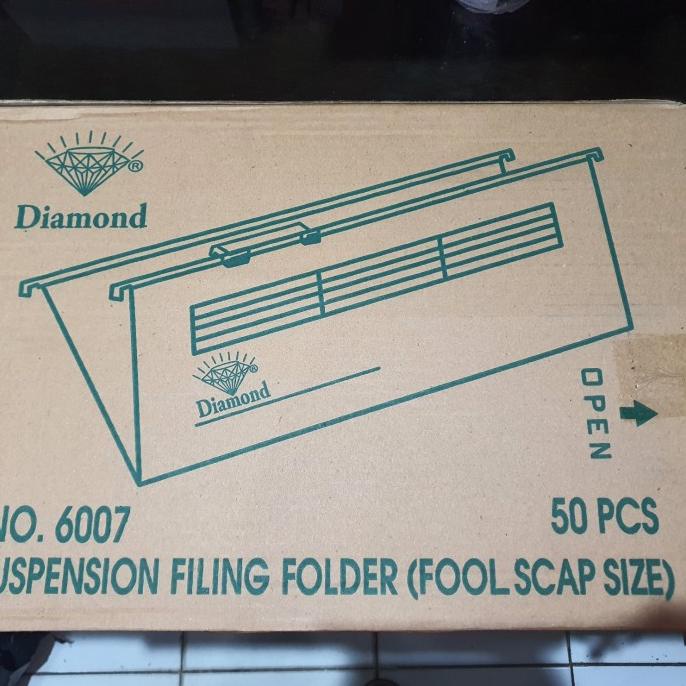 ®
Diamond
®
Diamond
OPEN
NO. 6007
50 PCS
USPENSION FILING FOLDER (FOOL SCAP SIZE)